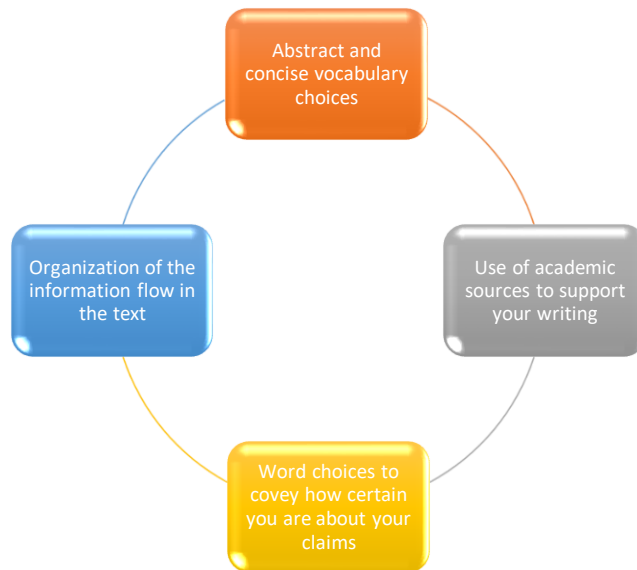 Abstract and
concise vocabulary
choices
Organization of the
information flow in
the text
Use of academic
sources to support
your writing
Word choices to
covey how certain
you are about your
claims